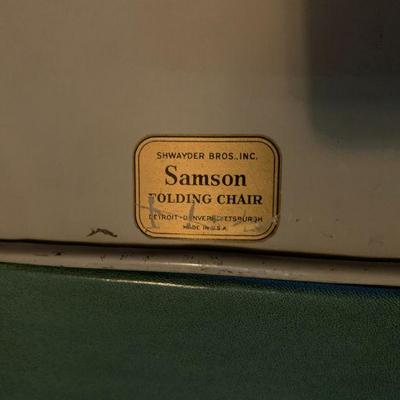 SHWAYDER BROS., INC.
Samson
FOLDING CHAIR
DETROIT-DENVER-PITTSBURGH
MADE IN U.S.A.